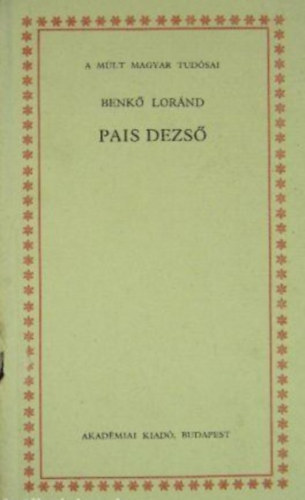 A MÚLT MAGYAR TUDÓSAI
BENKŐ LORÁND
PAIS DEZSŐ
AKADÉMIAI KIADÓ, BUDAPEST